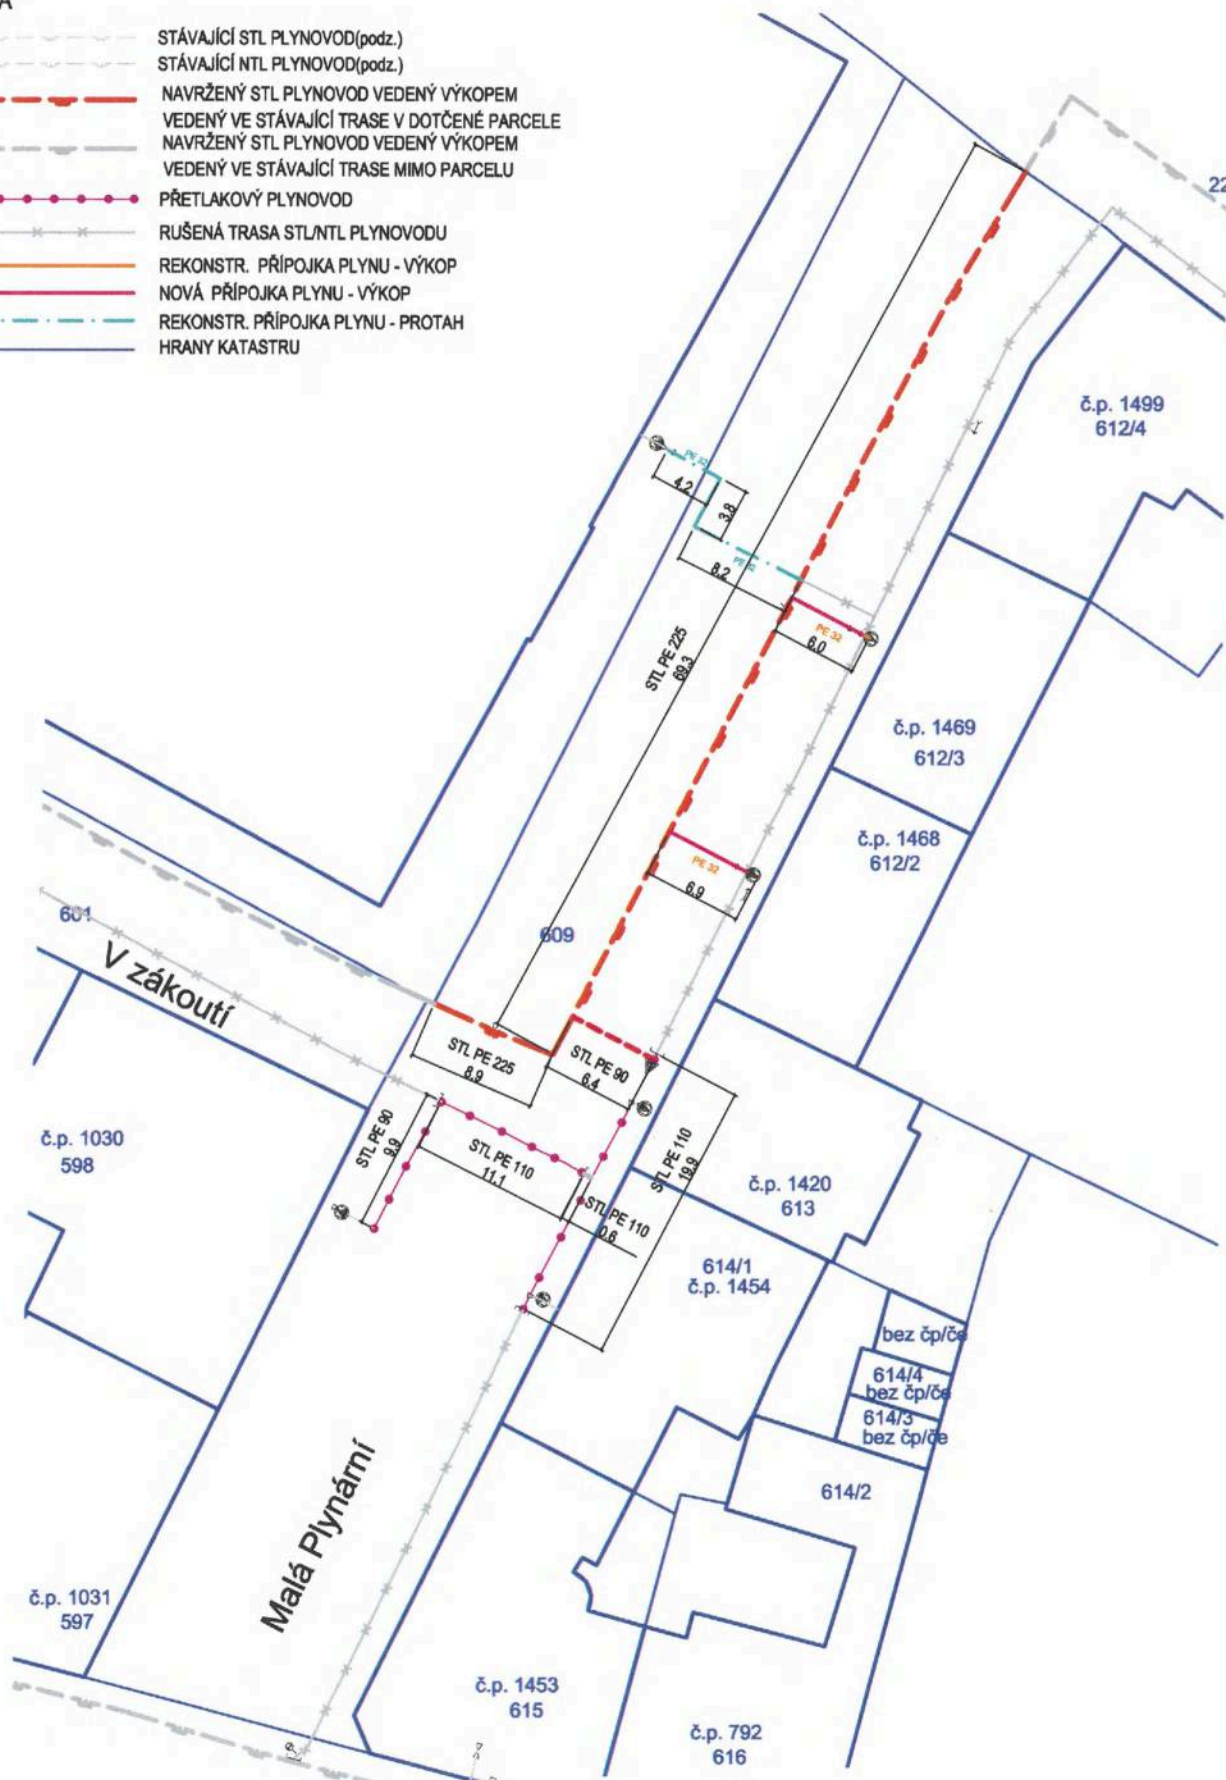 STÁVAJÍCÍ STL PLYNOVOD(podz.)
STÁVAJÍCÍ NTL PLYNOVOD(podz.)
NAVRŽENÝ STL PLYNOVOD VEDENÝ VÝKOPEM
VEDENÝ VE STÁVAJÍCÍ TRASE V DOTČENÉ PARCELE
NAVRŽENÝ STL PLYNOVOD VEDENÝ VÝKOPEM
VEDENÝ VE STÁVAJÍCÍ TRASE MIMO PARCELU
PŘETLAKOVÝ PLYNOVOD
RUŠENÁ TRASA STL/NTL PLYNOVODU
REKONSTR. PŘÍPOJKA PLYNU - VÝKOP
NOVÁ PŘÍPOJKA PLYNU - VÝKOP
REKONSTR. PŘÍPOJKA PLYNU - PROTAH
HRANY KATASTRU
22
č.p. 1499
612/4
PE 32
4.2
3.8
PE 32
8.2
PE 32
6.0
STL PE 225
69.3
č.p. 1469
612/3
č.p. 1468
612/2
PE 32
6.9
601
609
V zákoutí
STL PE 225
8.9
STL PE 90
6.4
STL PE 90
9.9
STL PE 110
11.1
STL PE 110
19.9
STL PE 110
0.6
č.p. 1030
598
č.p. 1420
613
614/1
č.p. 1454
bez čp/če
614/4
bez čp/če
614/3
bez čp/če
614/2
Malá Plynární
č.p. 1031
597
č.p. 1453
615
č.p. 792
616